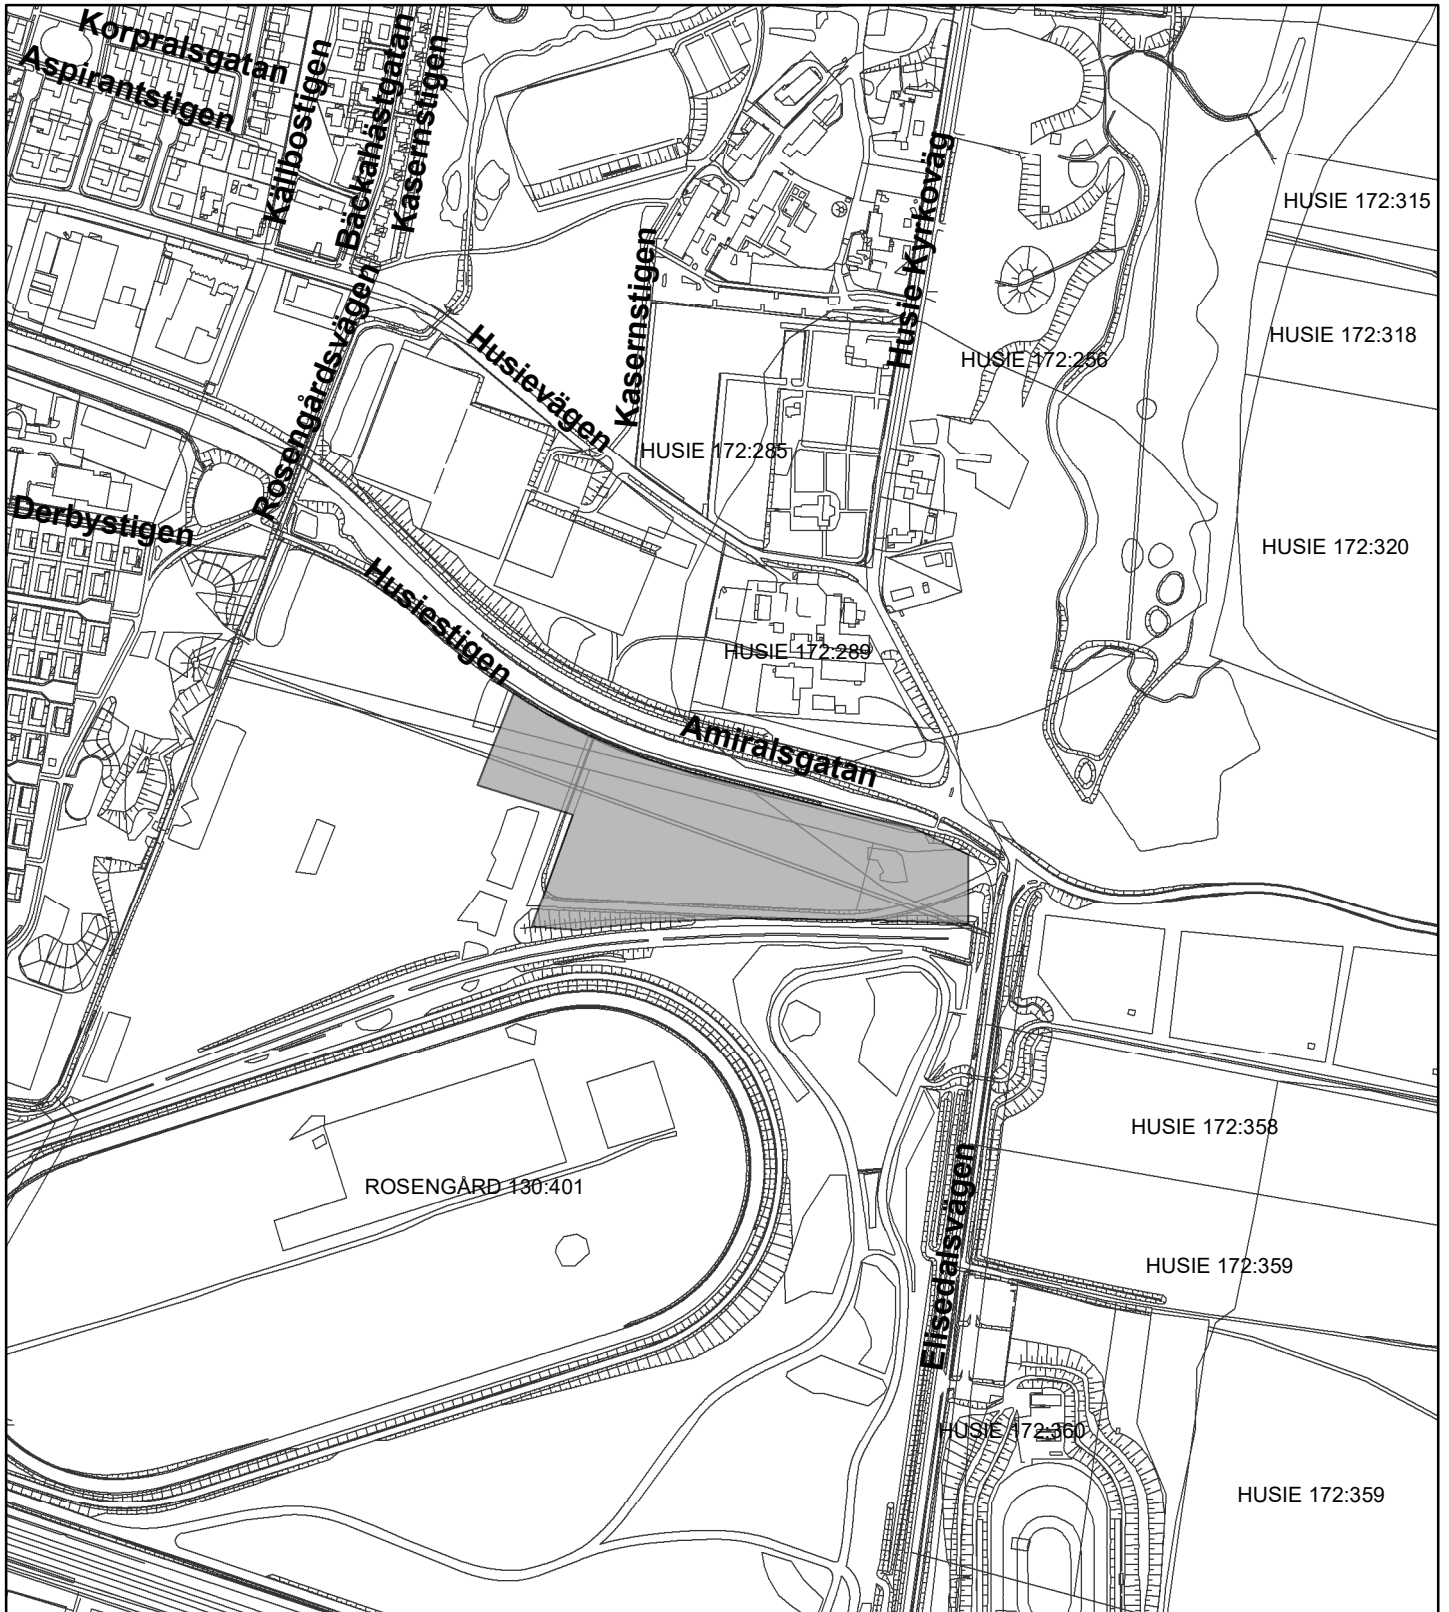 Korpralsgatan
Aspirantstigen
Källbostigen
Bäckahästgatan
Kasernstigen
HUSIE 172:315
Husie Kyrkoväg
Kasernstigen
Rosengårdsvägen
Husievägen
HUSIE 172:318
HUSIE 172:256
HUSIE 172:285
Derbystigen
HUSIE 172:320
Husiestigen
HUSIE 172:289
Amiralsgatan
HUSIE 172:358
ROSENGÅRD 130:401
Elisedalsvägen
HUSIE 172:359
HUSIE 172:360
HUSIE 172:359